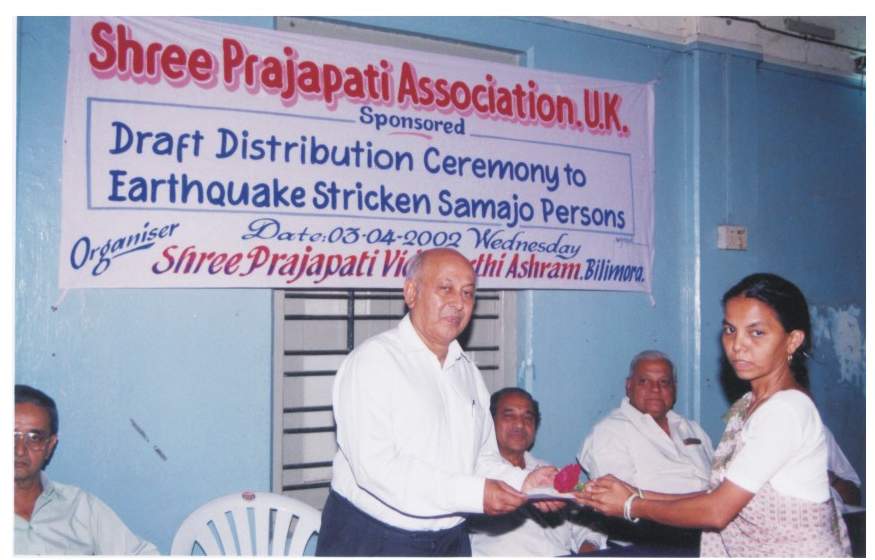 Shree Prajapati Association.U.K.
Sponsored
Draft Distribution Ceremony to
Earthquake Stricken Samajo Persons
Organiser
Date:03-04-2002 Wednesday
Shree Prajapati Ashram.Bilimora.